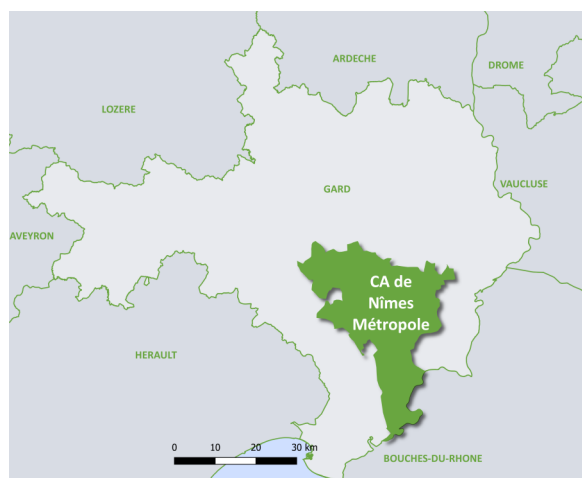 ARDECHE
DROME
LOZERE
GARD
VAUCLUSE
AVEYRON
CA de
Nîmes
Métropole
HERAULT
0 10 20 30 km
BOUCHES-DU-RHONE